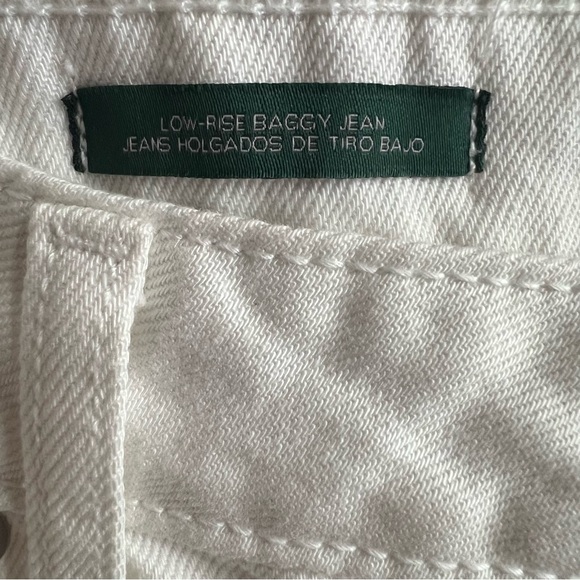 LOW-RISE BAGGY JEAN
JEANS HOLGADOS DE TIRO BAJO